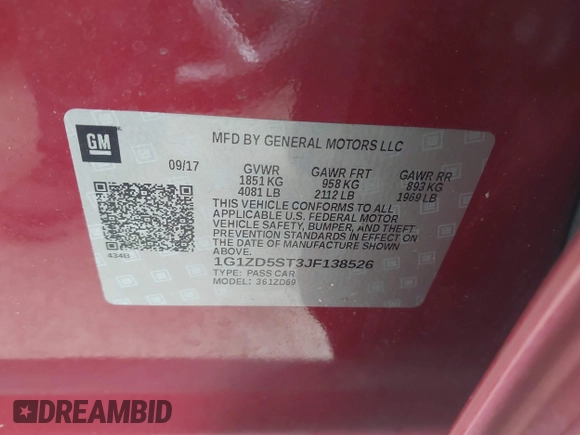 GM
MFD BY GENERAL MOTORS LLC
09/17
GVWR GAWR FRT GAWR RR
1851 KG 958 KG 893 KG
4081 LB 2112 LB 1969 LB
THIS VEHICLE CONFORMS TO ALL
APPLICABLE U.S. FEDERAL MOTOR
VEHICLE SAFETY, BUMPER, AND THEFT
PREVENTION STANDARDS IN EFFECT ON
THE DATE OF MANUFACTURE SHOWN
ABOVE.
434B
1G1ZD5ST3JF138526
TYPE: PASS CAR
MODEL: 361ZD69
DREAMBID